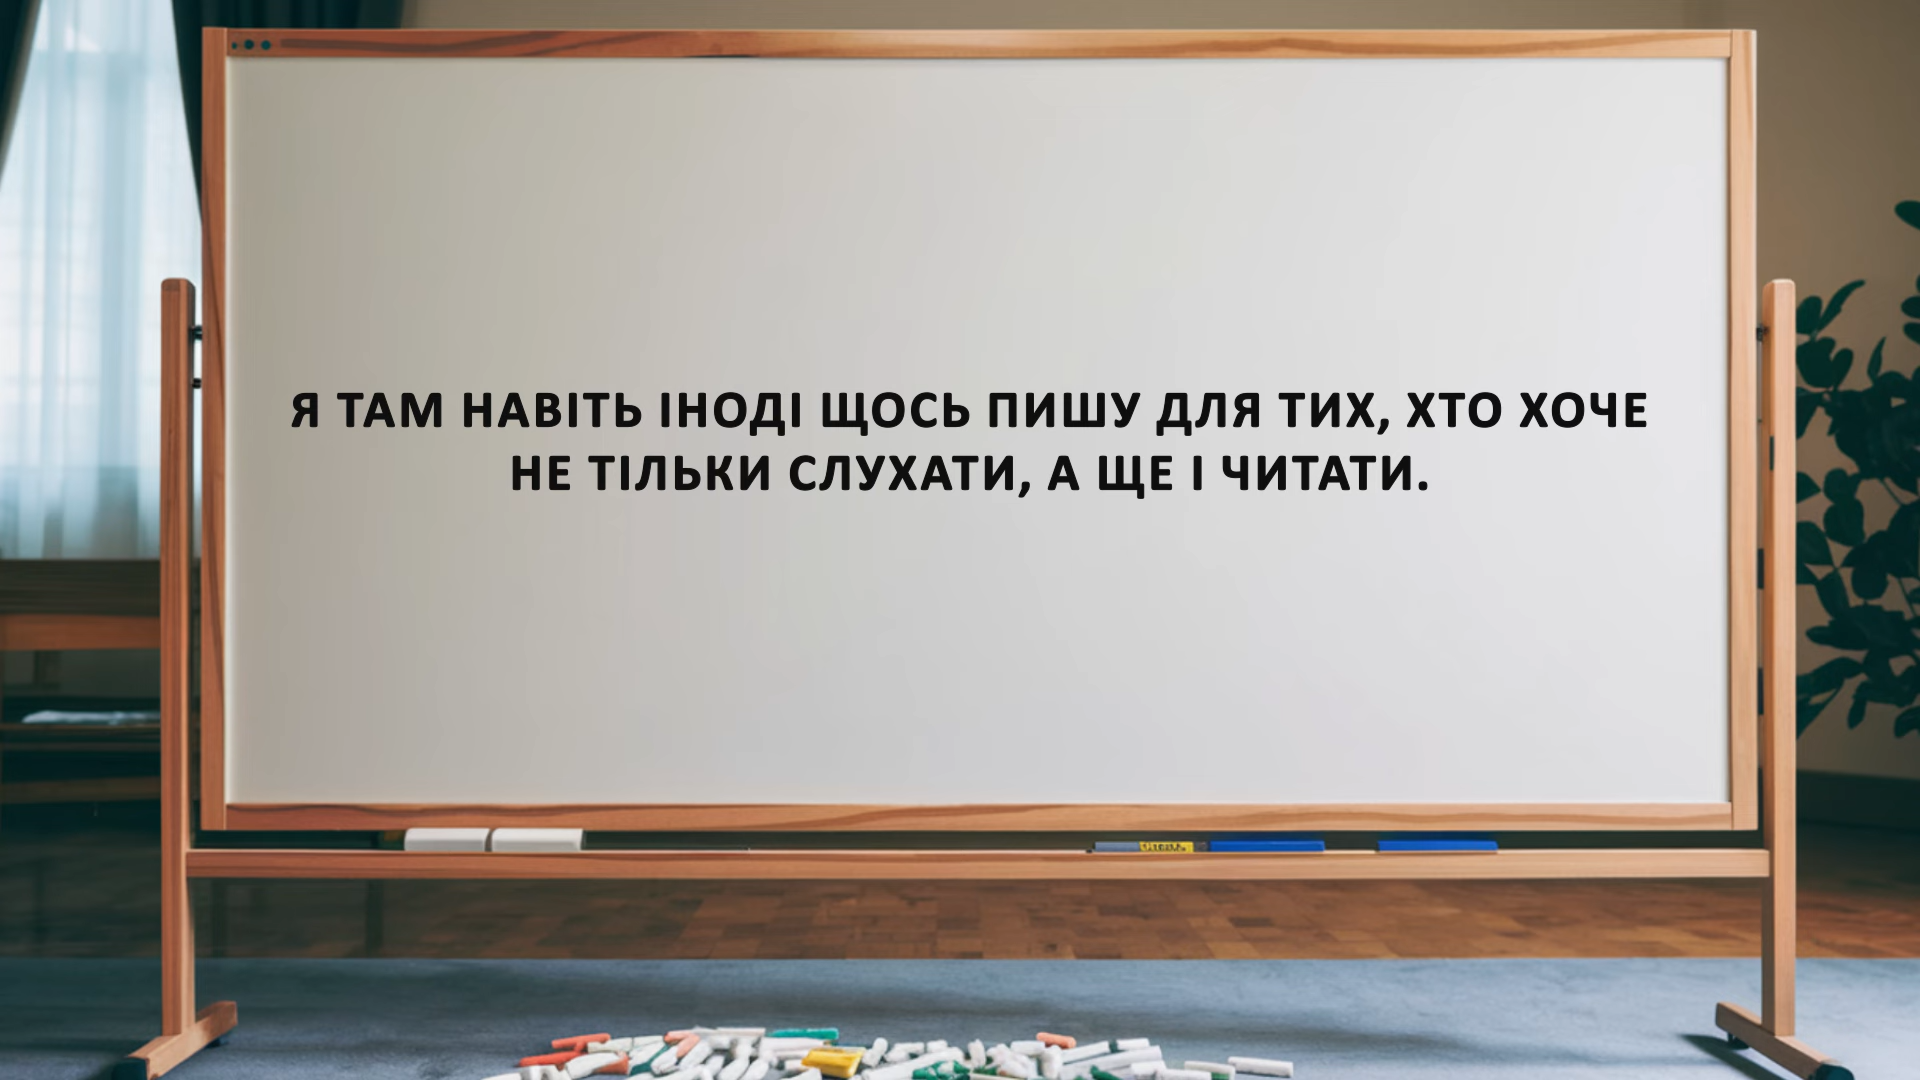 Я ТАМ НАВІТЬ ІНОДІ ЩОСЬ ПИШУ ДЛЯ ТИХ, ХТО ХОЧЕ
НЕ ТІЛЬКИ СЛУХАТИ, А ЩЕ І ЧИТАТИ.